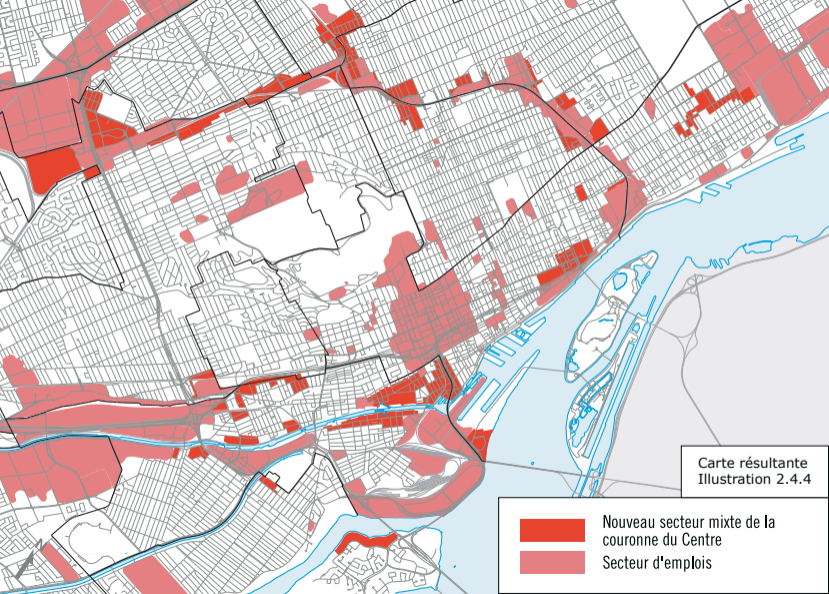 Carte résultante
Illustration 2.4.4
Nouveau secteur mixte de la
couronne du Centre
Secteur d'emplois